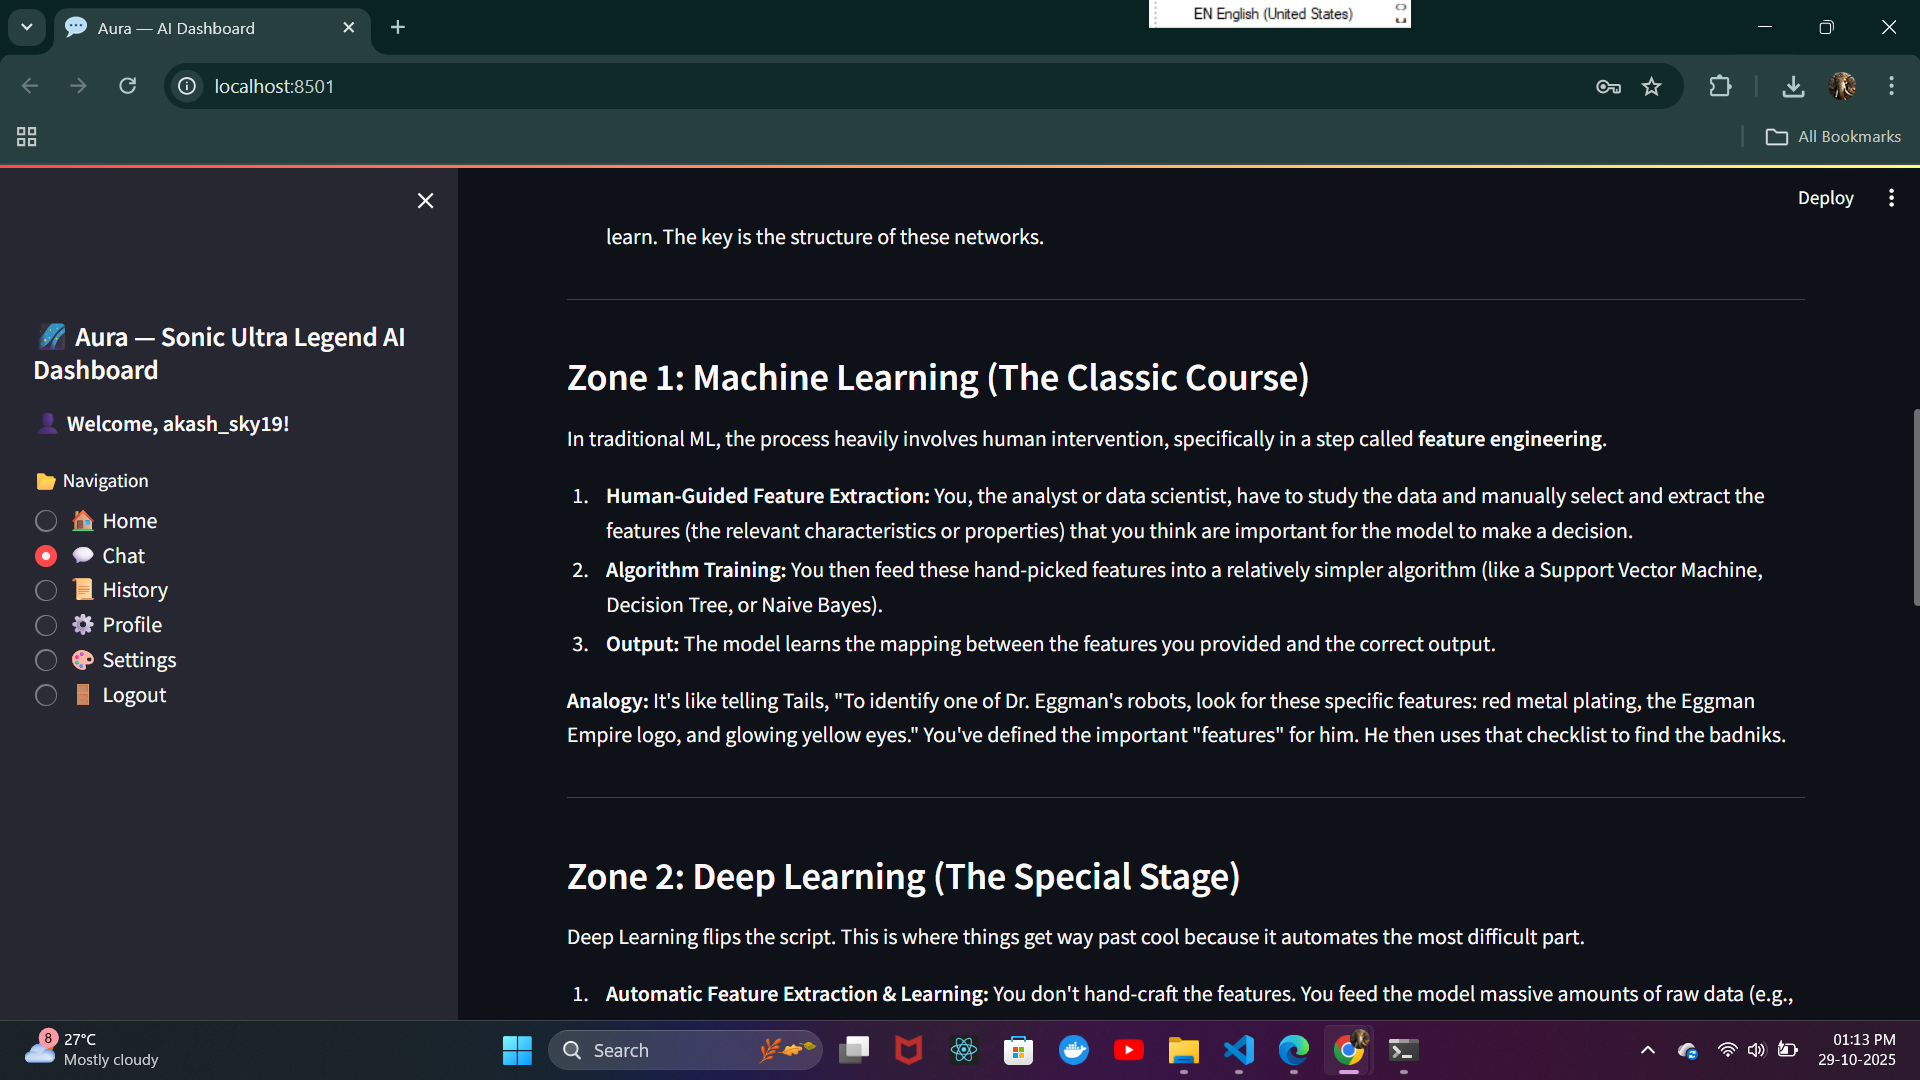 Aura — AI Dashboard
EN English (United States)
localhost:8501
All Bookmarks
Deploy
Aura — Sonic Ultra Legend AI
Dashboard
Welcome, akash_sky19!
Navigation
Home
Chat
History
Profile
Settings
Logout
learn. The key is the structure of these networks.
Zone 1: Machine Learning (The Classic Course)
In traditional ML, the process heavily involves human intervention, specifically in a step called feature engineering.
1. Human-Guided Feature Extraction: You, the analyst or data scientist, have to study the data and manually select and extract the
features (the relevant characteristics or properties) that you think are important for the model to make a decision.
2. Algorithm Training: You then feed these hand-picked features into a relatively simpler algorithm (like a Support Vector Machine,
Decision Tree, or Naive Bayes).
3. Output: The model learns the mapping between the features you provided and the correct output.
Analogy: It's like telling Tails, "To identify one of Dr. Eggman's robots, look for these specific features: red metal plating, the Eggman
Empire logo, and glowing yellow eyes." You've defined the important "features" for him. He then uses that checklist to find the badniks.
Zone 2: Deep Learning (The Special Stage)
Deep Learning flips the script. This is where things get way past cool because it automates the most difficult part.
1. Automatic Feature Extraction & Learning: You don't hand-craft the features. You feed the model massive amounts of raw data (e.g.,
8
27°C
Mostly cloudy
Search
01:13 PM
29-10-2025